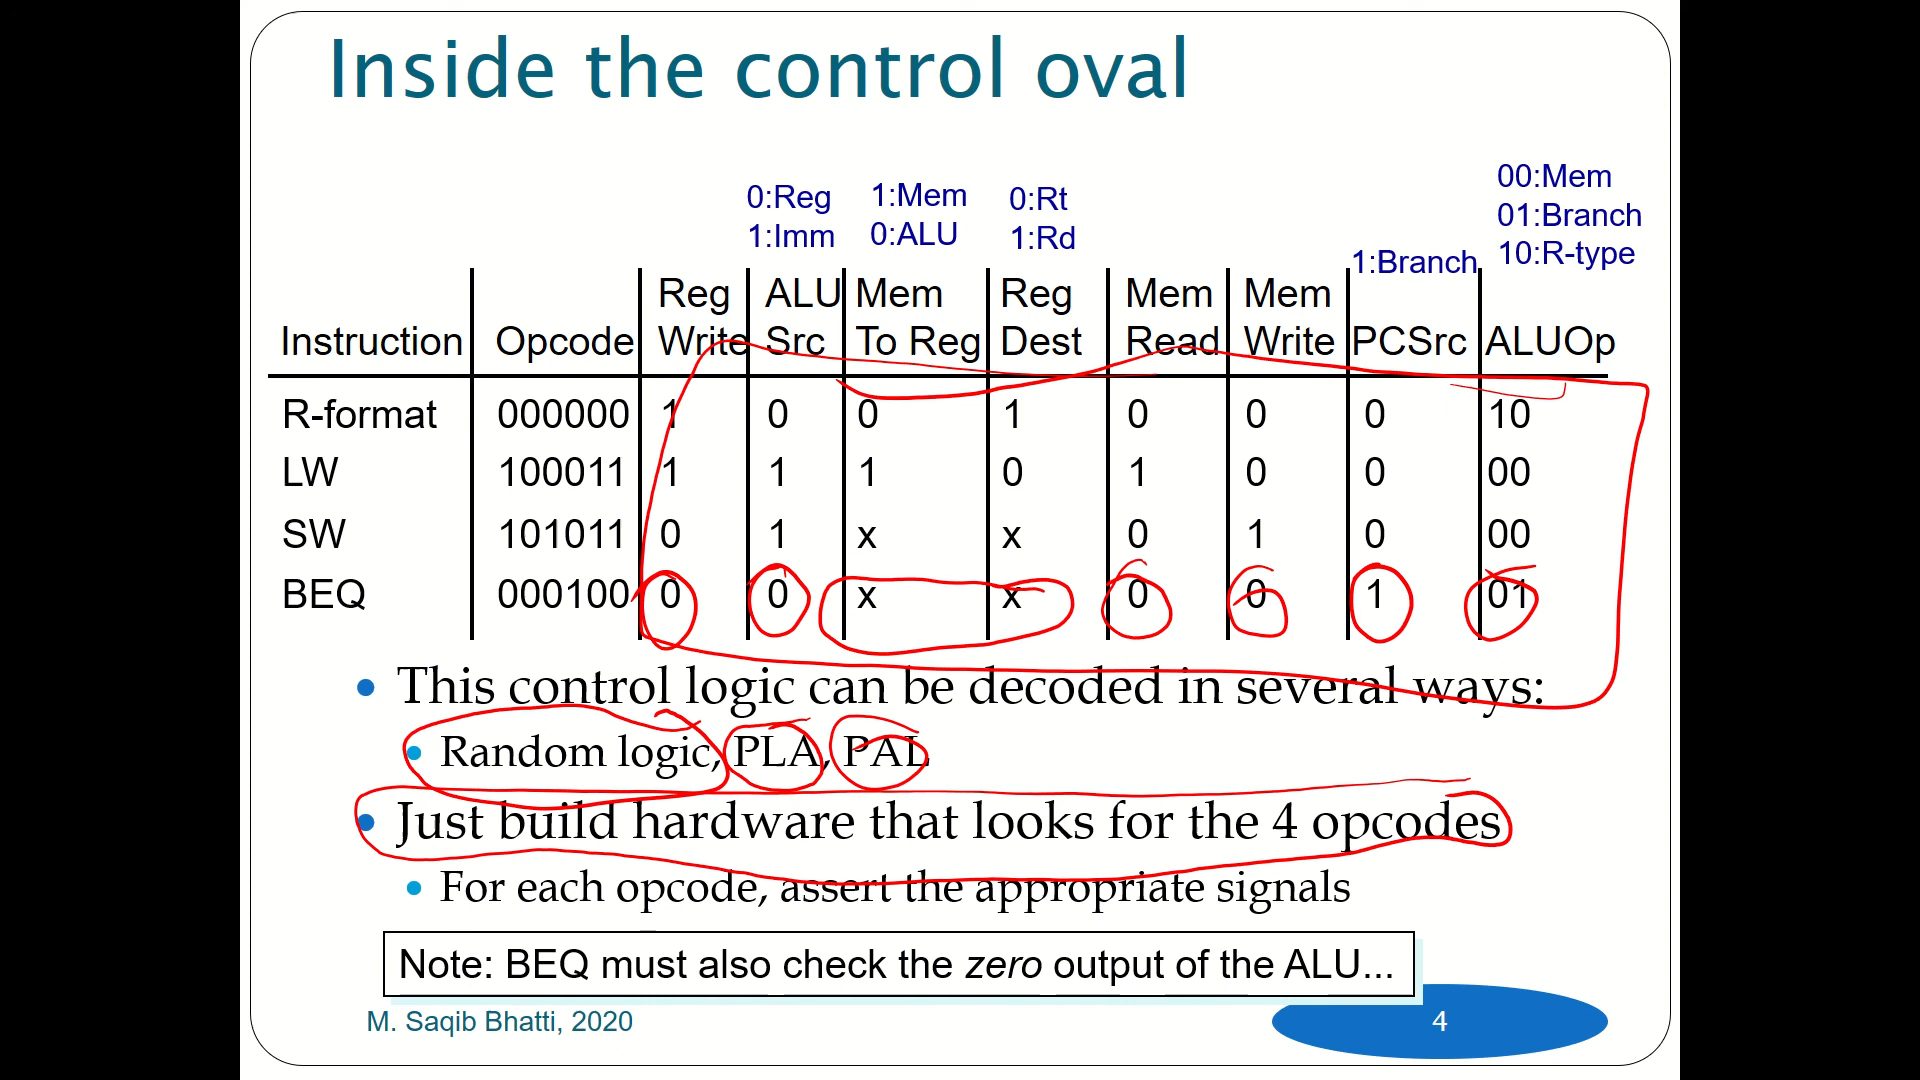 Inside the control oval
00:Mem
0:Reg 1:Mem 0:Rt 01:Branch
1:Imm 0:ALU 1:Rd 1:Branch 10:R-type
Reg ALU Mem Reg Mem Mem
Instruction Opcode Write Src To Reg Dest Read Write PCSrc ALUOp
R-format 000000 1 0 0 1 0 0 0 10
LW 100011 1 1 1 0 1 0 0 00
SW 101011 0 1 x x 0 1 0 00
BEQ 000100 0 0 x x 0 0 1 01
• This control logic can be decoded in several ways:
• Random logic, PLA, PAL
• Just build hardware that looks for the 4 opcodes
• For each opcode, assert the appropriate signals
Note: BEQ must also check the zero output of the ALU...
M. Saqib Bhatti, 2020 4